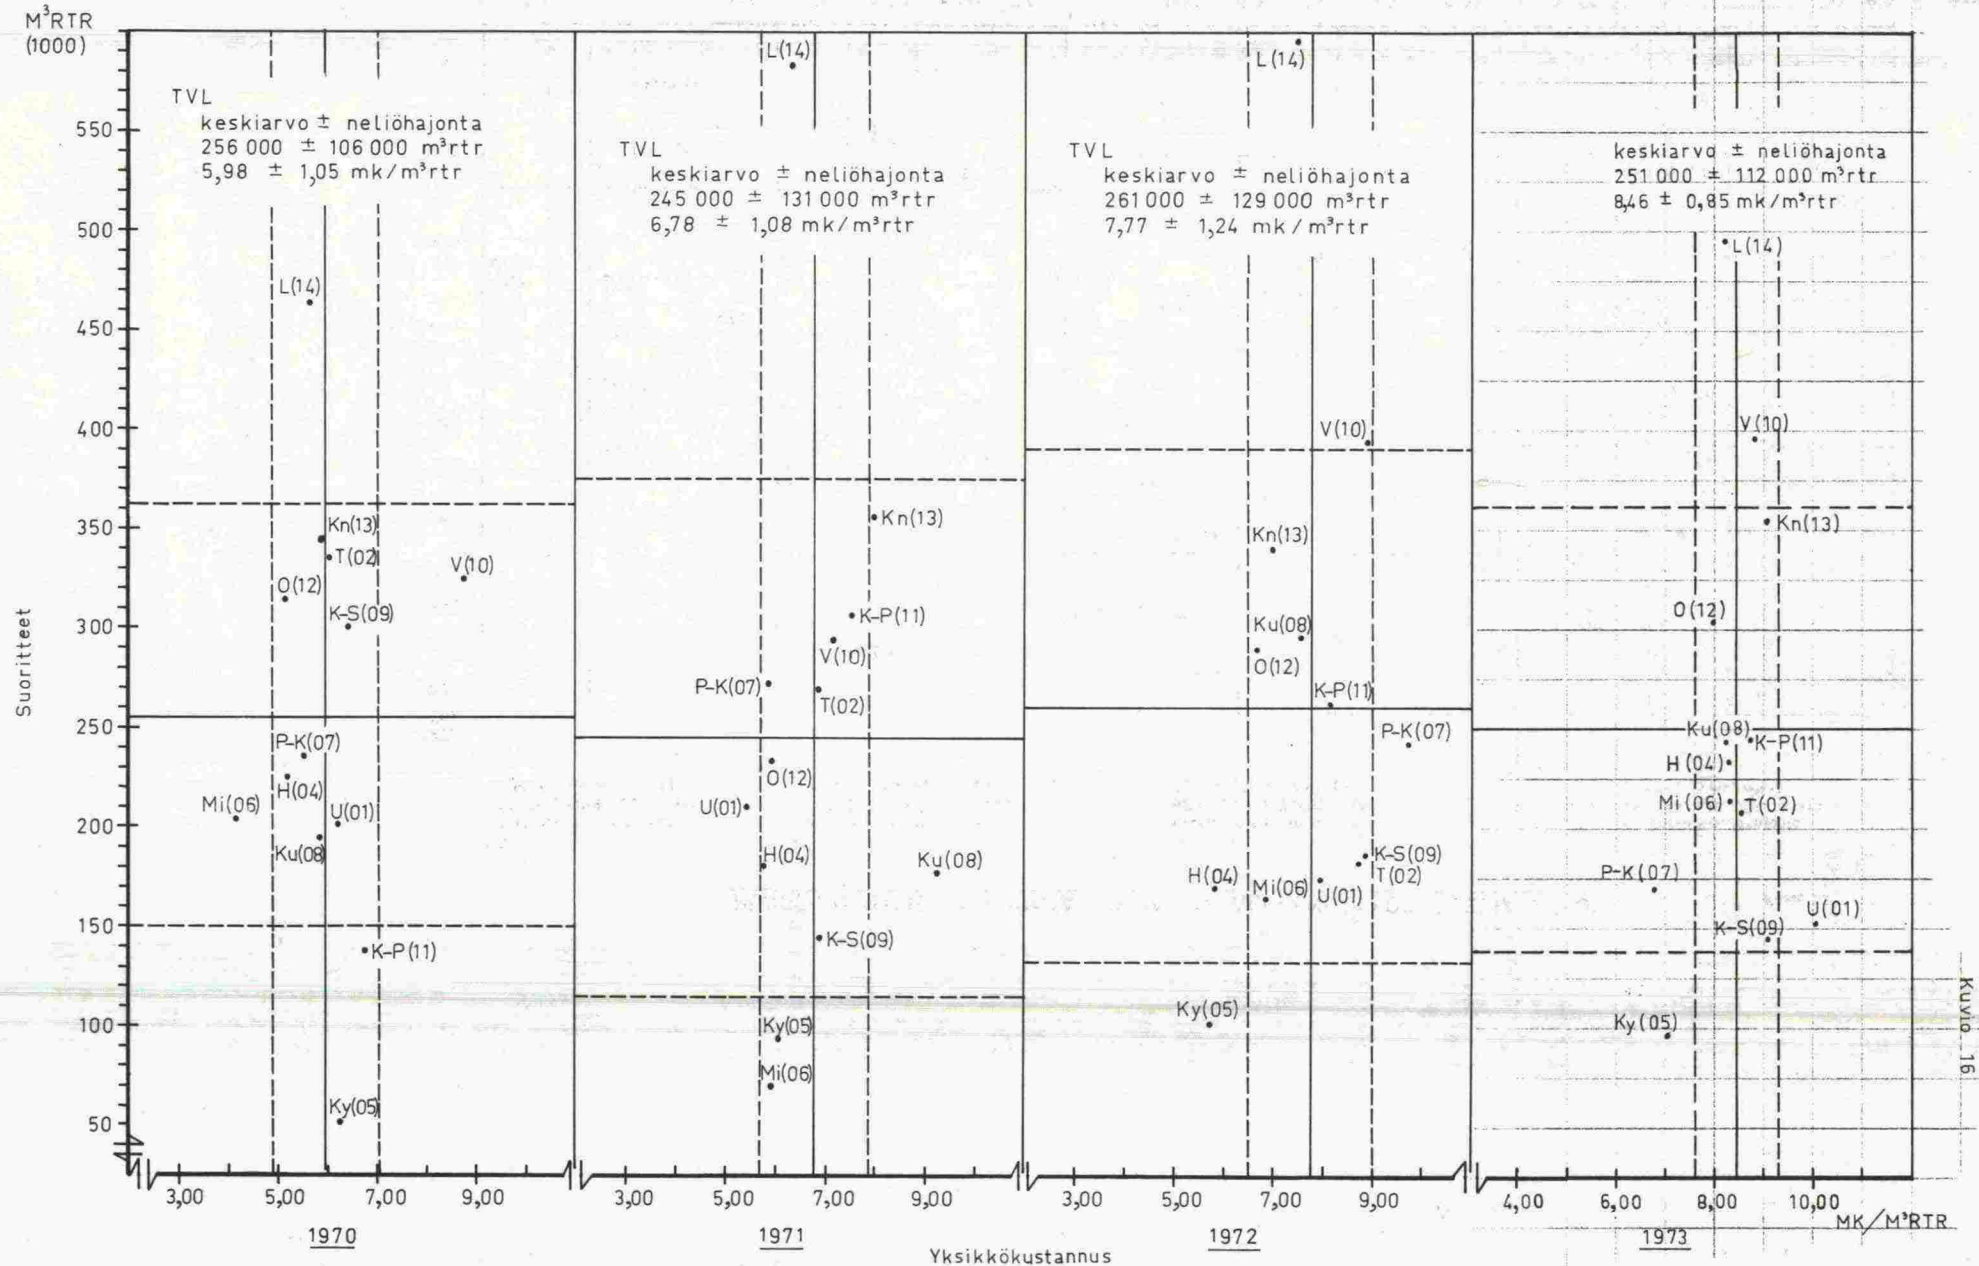 M³RTR
(1000)
550
500
450
400
350
300
250
200
150
100
50
Suoritteet
TVL
keskiarvo ± neliöhajonta
256 000 ± 106 000 m³rtr
5,98 ± 1,05 mk/m³rtr
L(14)
Kn(13)
T(02)
V(10)
O(12)
K-S(09)
P-K(07)
H(04)
Mi(06)
U(01)
Ku(08)
K-P(11)
Ky(05)
3,00 5,00 7,00 9,00
1970
L(14)
TVL
keskiarvo ± neliöhajonta
245 000 ± 131 000 m³rtr
6,78 ± 1,08 mk/m³rtr
Kn(13)
K-P(11)
V(10)
P-K(07)
T(02)
O(12)
U(01)
H(04)
Ku(08)
K-S(09)
Ky(05)
Mi(06)
3,00 5,00 7,00 9,00
1971
L(14)
TVL
keskiarvo ± neliöhajonta
261 000 ± 129 000 m³rtr
7,77 ± 1,24 mk/m³rtr
V(10)
Kn(13)
Ku(08)
O(12)
K-P(11)
P-K(07)
K-S(09)
T(02)
H(04)
Mi(06)
U(01)
Ky(05)
3,00 5,00 7,00 9,00
1972
keskiarvo ± neliöhajonta
251 000 ± 112 000 m³rtr
8,46 ± 0,85 mk/m³rtr
L(14)
V(10)
Kn(13)
O(12)
Ku(08)
K-P(11)
H(04)
Mi(06)
T(02)
P-K(07)
U(01)
K-S(09)
Ky(05)
4,00 6,00 8,00 10,00
MK/M³RTR
1973
Yksikkökustannus
Kuvio 16